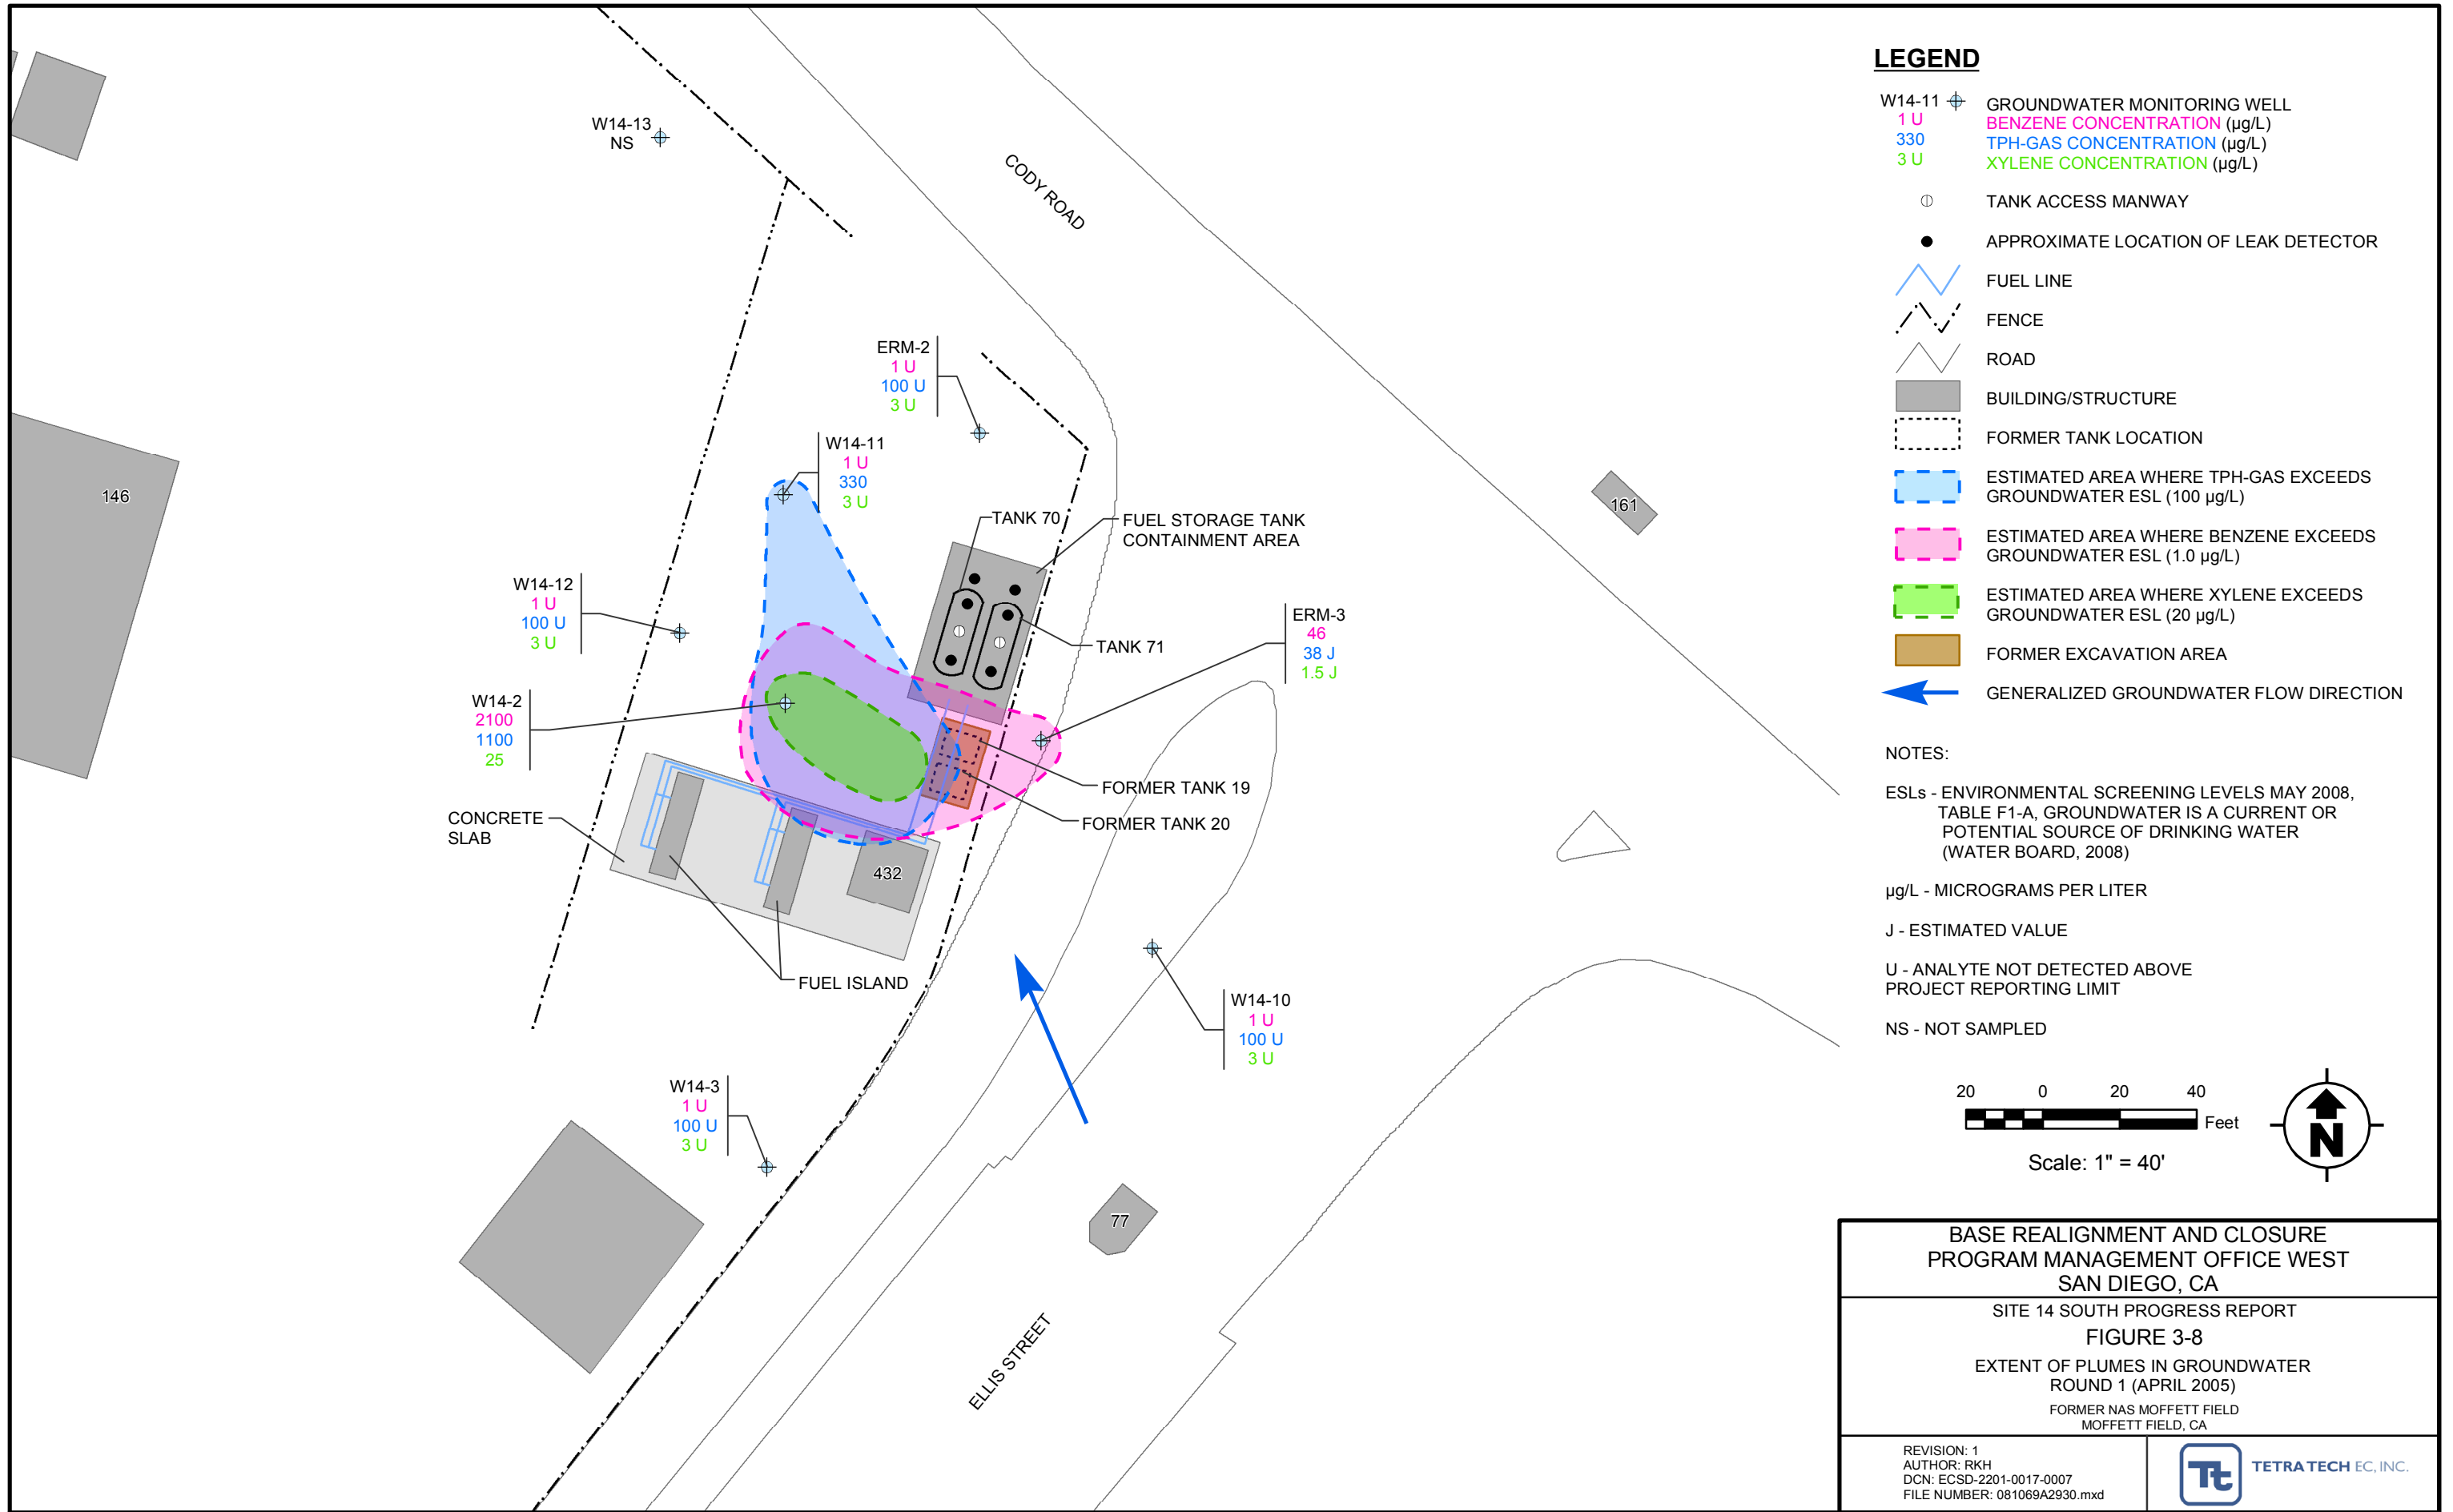 W14-13
NS
CODY ROAD
ERM-2
1 U
100 U
3 U
W14-11
1 U
330
3 U
146
TANK 70
FUEL STORAGE TANK
CONTAINMENT AREA
161
W14-12
1 U
100 U
3 U
ERM-3
46
38 J
1.5 J
TANK 71
W14-2
2100
1100
25
FORMER TANK 19
FORMER TANK 20
CONCRETE
SLAB
432
FUEL ISLAND
W14-10
1 U
100 U
3 U
W14-3
1 U
100 U
3 U
77
ELLIS STREET
LEGEND
W14-11 GROUNDWATER MONITORING WELL
1 U BENZENE CONCENTRATION (µg/L)
330 TPH-GAS CONCENTRATION (µg/L)
3 U XYLENE CONCENTRATION (µg/L)
TANK ACCESS MANWAY
APPROXIMATE LOCATION OF LEAK DETECTOR
FUEL LINE
FENCE
ROAD
BUILDING/STRUCTURE
FORMER TANK LOCATION
ESTIMATED AREA WHERE TPH-GAS EXCEEDS
GROUNDWATER ESL (100 µg/L)
ESTIMATED AREA WHERE BENZENE EXCEEDS
GROUNDWATER ESL (1.0 µg/L)
ESTIMATED AREA WHERE XYLENE EXCEEDS
GROUNDWATER ESL (20 µg/L)
FORMER EXCAVATION AREA
GENERALIZED GROUNDWATER FLOW DIRECTION
NOTES:
ESLs - ENVIRONMENTAL SCREENING LEVELS MAY 2008,
TABLE F1-A, GROUNDWATER IS A CURRENT OR
POTENTIAL SOURCE OF DRINKING WATER
(WATER BOARD, 2008)
µg/L - MICROGRAMS PER LITER
J - ESTIMATED VALUE
U - ANALYTE NOT DETECTED ABOVE
PROJECT REPORTING LIMIT
NS - NOT SAMPLED
20 0 20 40
Feet
Scale: 1" = 40'
N
BASE REALIGNMENT AND CLOSURE
PROGRAM MANAGEMENT OFFICE WEST
SAN DIEGO, CA
SITE 14 SOUTH PROGRESS REPORT
FIGURE 3-8
EXTENT OF PLUMES IN GROUNDWATER
ROUND 1 (APRIL 2005)
FORMER NAS MOFFETT FIELD
MOFFETT FIELD, CA
REVISION: 1
AUTHOR: RKH
DCN: ECSD-2201-0017-0007
FILE NUMBER: 081069A2930.mxd
Tt
TETRA TECH EC, INC.